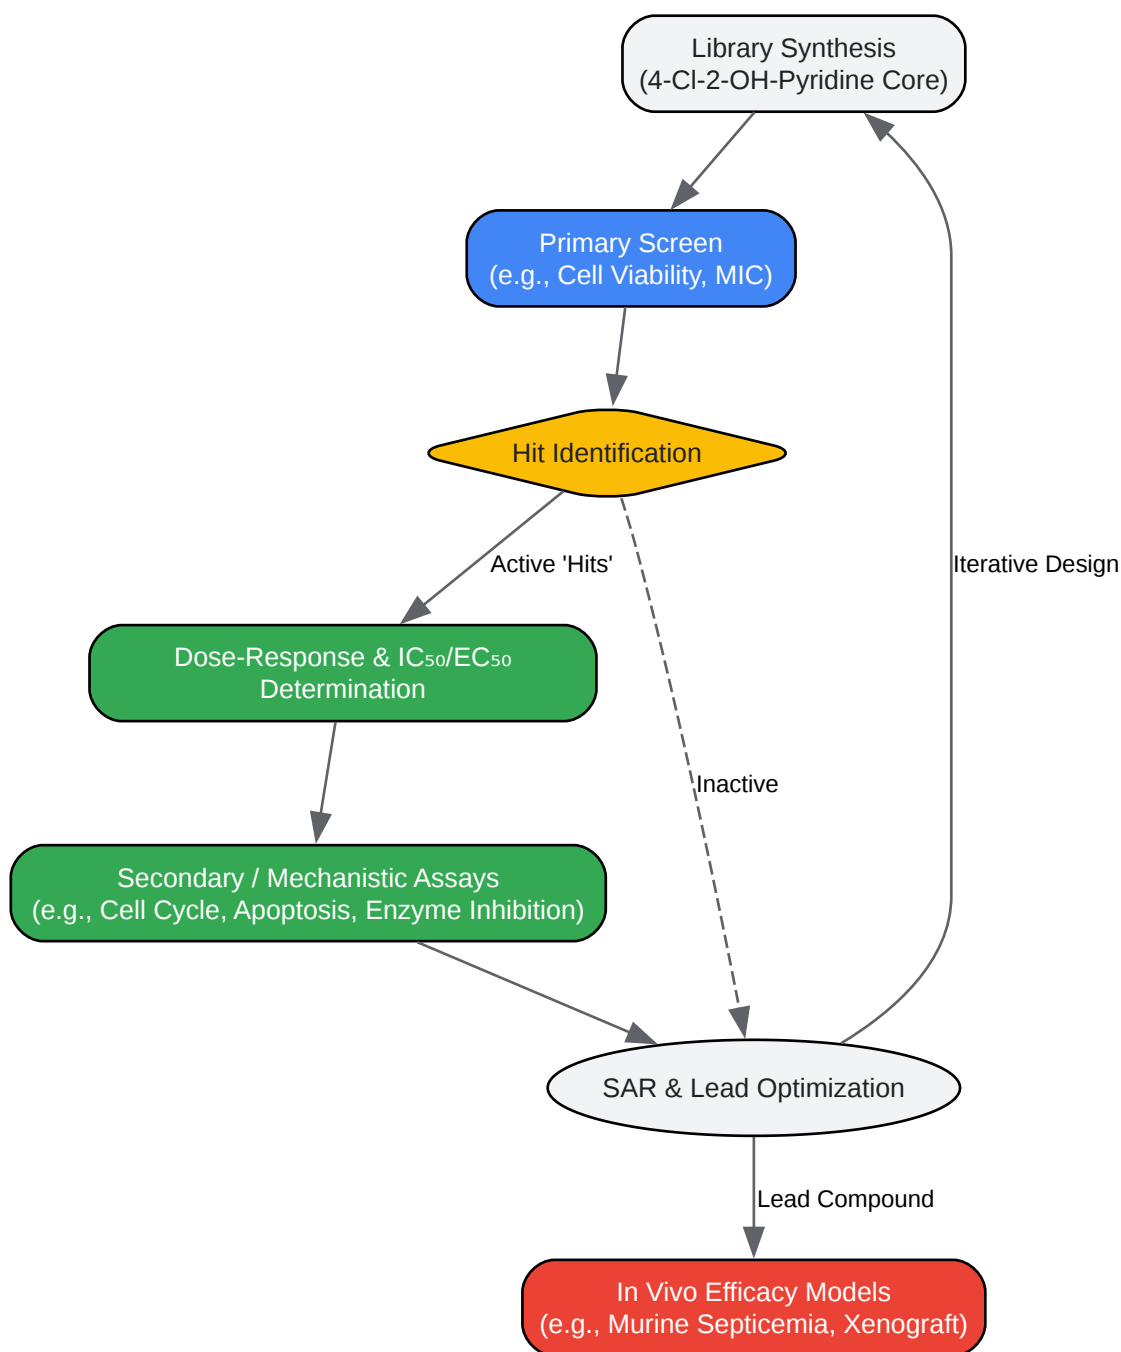 Library Synthesis
(4-Cl-2-OH-Pyridine Core)
Primary Screen
(e.g., Cell Viability, MIC)
Hit Identification
Active 'Hits'
Iterative Design
Dose-Response & IC₅₀/EC₅₀
Determination
Inactive
Secondary / Mechanistic Assays
(e.g., Cell Cycle, Apoptosis, Enzyme Inhibition)
SAR & Lead Optimization
Lead Compound
In Vivo Efficacy Models
(e.g., Murine Septicemia, Xenograft)